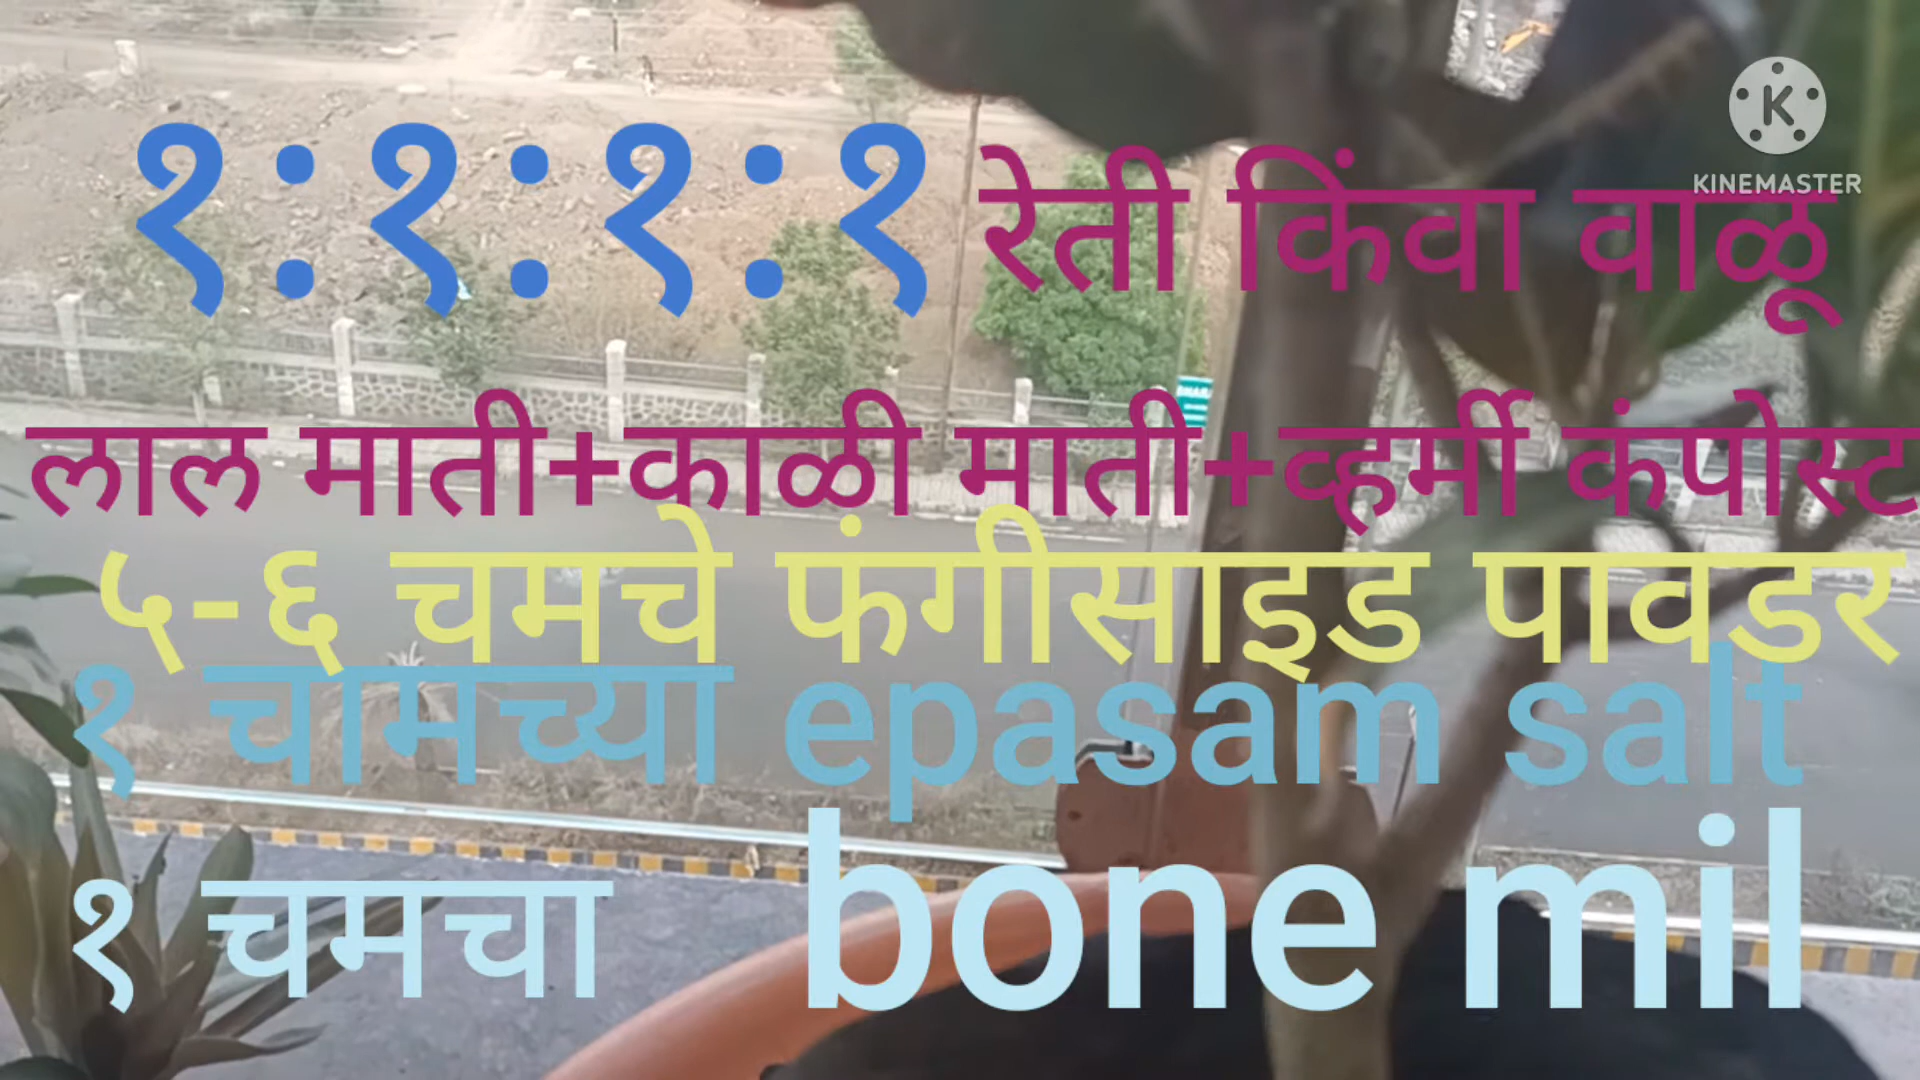 १:१:१:१ रेती किंवा वाळू
KINEMASTER
लाल माती+काळी माती+व्हर्मी कंपोस्ट
५-६ चमचे फंगीसाइड पावडर
१ चामच्या epasam salt
१ चमचा bone mil